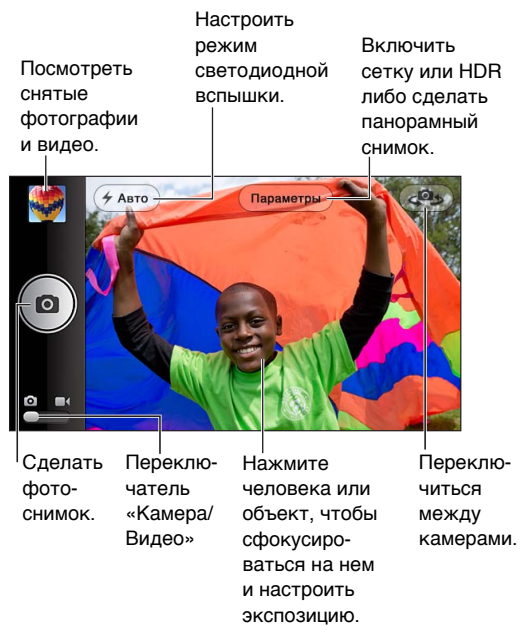 Посмотреть
снятые
фотографии
и видео.
Настроить
режим
светодиодной
вспышки.
Включить
сетку или HDR
либо сделать
панорамный
снимок.
Авто
Параметры
Сделать
фото-
снимок.
Переклю-
чатель
«Камера/
Видео»
Нажмите
человека или
объект, чтобы
сфокусиро-
ваться на нем
и настроить
экспозицию.
Переклю-
читься
между
камерами.